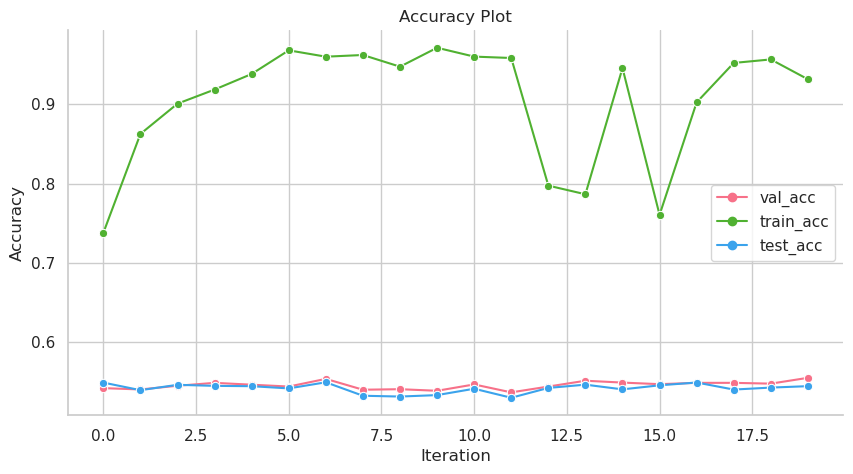 Accuracy Plot
Accuracy
0.9
0.8
0.7
0.6
val_acc
train_acc
test_acc
0.0 2.5 5.0 7.5 10.0 12.5 15.0 17.5
Iteration